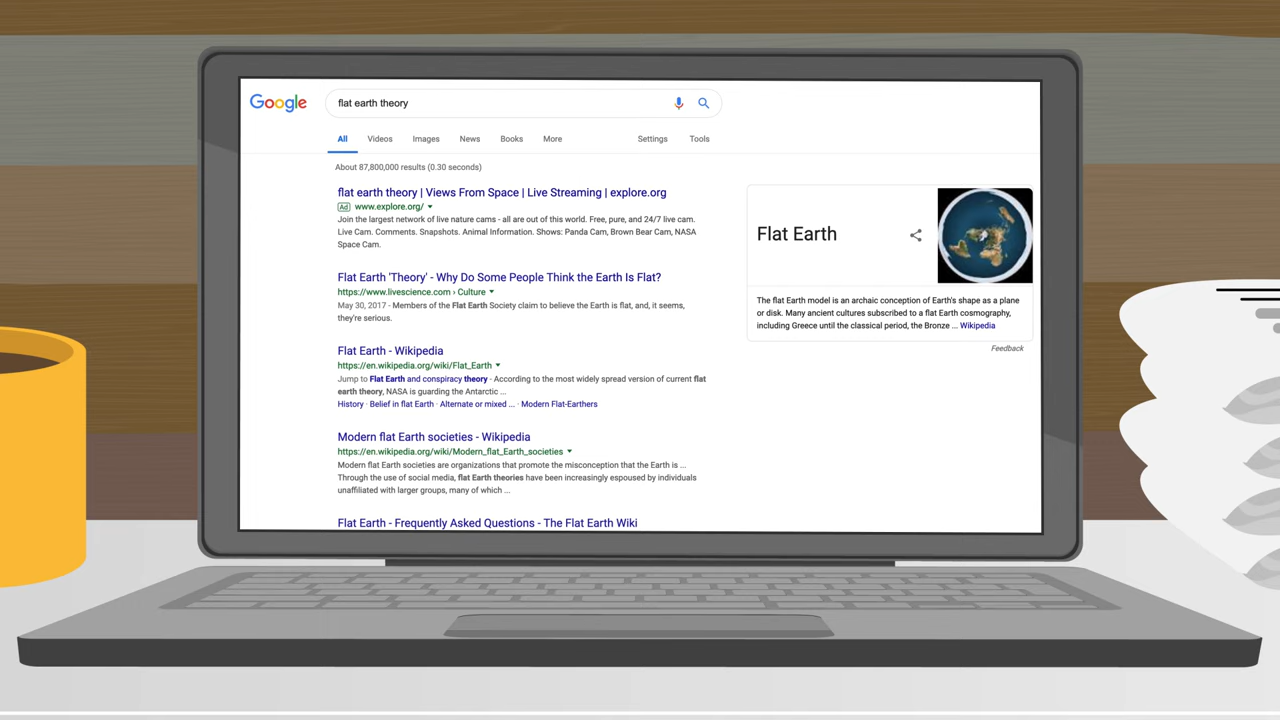 Google
flat earth theory
All Videos Images News Books More Settings Tools
About 87,800,000 results (0.30 seconds)
flat earth theory | Views From Space | Live Streaming | explore.org
Ad www.explore.org/
Join the largest network of live nature cams - all are out of this world. Free, pure, and 24/7 live cam.
Live Cam. Comments. Snapshots. Animal Information. Shows: Panda Cam, Brown Bear Cam, NASA
Space Cam.
Flat Earth 'Theory' - Why Do Some People Think the Earth Is Flat?
https://www.livescience.com › Culture
May 30, 2017 - Members of the Flat Earth Society claim to believe the Earth is flat, and, it seems,
they're serious.
Flat Earth - Wikipedia
https://en.wikipedia.org/wiki/Flat_Earth
Jump to Flat Earth and conspiracy theory - According to the most widely spread version of current flat
earth theory, NASA is guarding the Antarctic ...
History · Belief in flat Earth · Alternate or mixed ... · Modern Flat-Earthers
Modern flat Earth societies - Wikipedia
https://en.wikipedia.org/wiki/Modern_flat_Earth_societies
Modern flat Earth societies are organizations that promote the misconception that the Earth is ...
Through the use of social media, flat Earth theories have been increasingly espoused by individuals
unaffiliated with larger groups, many of which ...
Flat Earth - Frequently Asked Questions - The Flat Earth Wiki
Flat Earth
The flat Earth model is an archaic conception of Earth's shape as a plane
or disk. Many ancient cultures subscribed to a flat Earth cosmography,
including Greece until the classical period, the Bronze ... Wikipedia
Feedback